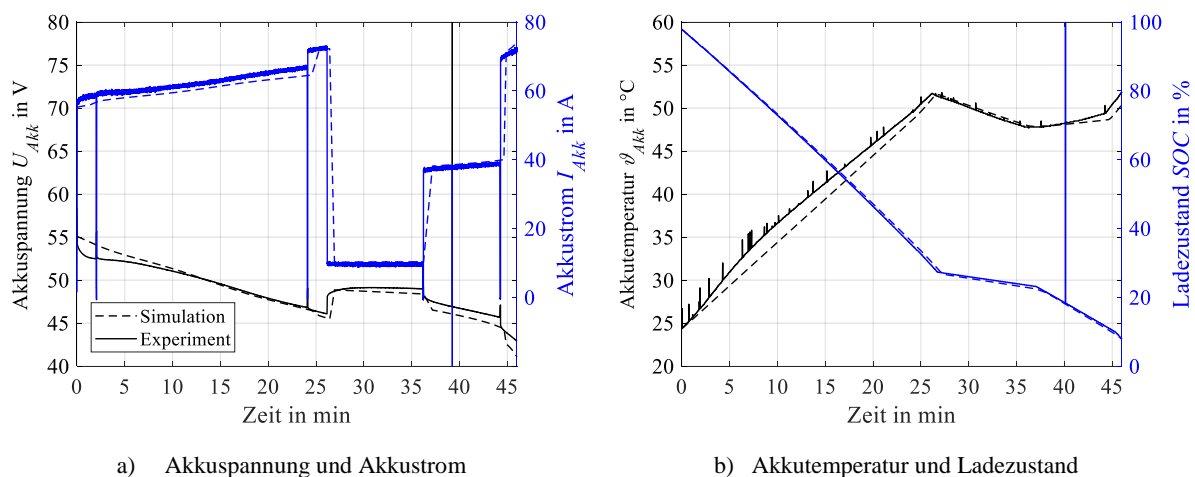 80
75
70
65
60
55
50
45
40
Akkuspannung U_Akk in V
80
60
40
20
0
Akkustrom I_Akk in A
Simulation
Experiment
0 5 10 15 20 25 30 35 40 45
Zeit in min
a) Akkuspannung und Akkustrom
60
55
50
45
40
35
30
25
20
Akkutemperatur ϑ_Akk in °C
100
80
60
40
20
0
Ladezustand SOC in %
0 5 10 15 20 25 30 35 40 45
Zeit in min
b) Akkutemperatur und Ladezustand